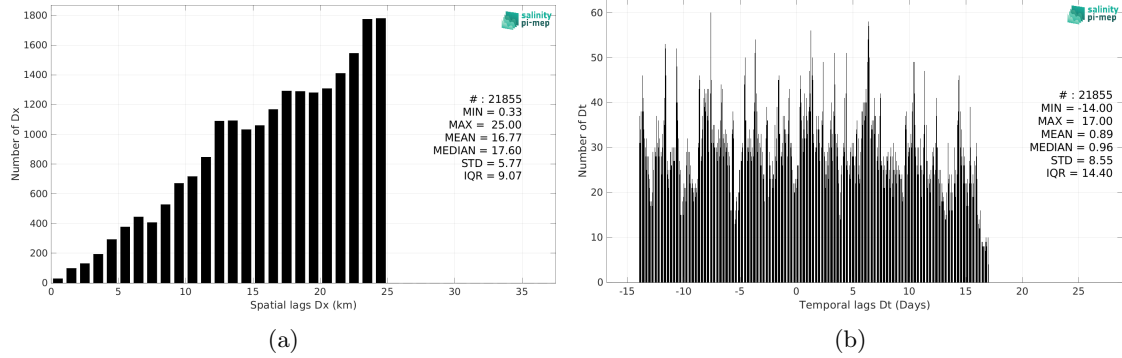 1800
1600
1400
1200
1000
800
600
400
200
0
Number of Dx
0 5 10 15 20 25 30 35
Spatial lags Dx (km)
salinity
pi-mep
# : 21855
MIN = 0.33
MAX = 25.00
MEAN = 16.77
MEDIAN = 17.60
STD = 5.77
IQR = 9.07
(a)
60
50
40
30
20
10
0
Number of Dt
-15 -10 -5 0 5 10 15 20 25
Temporal lags Dt (Days)
salinity
pi-mep
# : 21855
MIN = -14.00
MAX = 17.00
MEAN = 0.89
MEDIAN = 0.96
STD = 8.55
IQR = 14.40
(b)